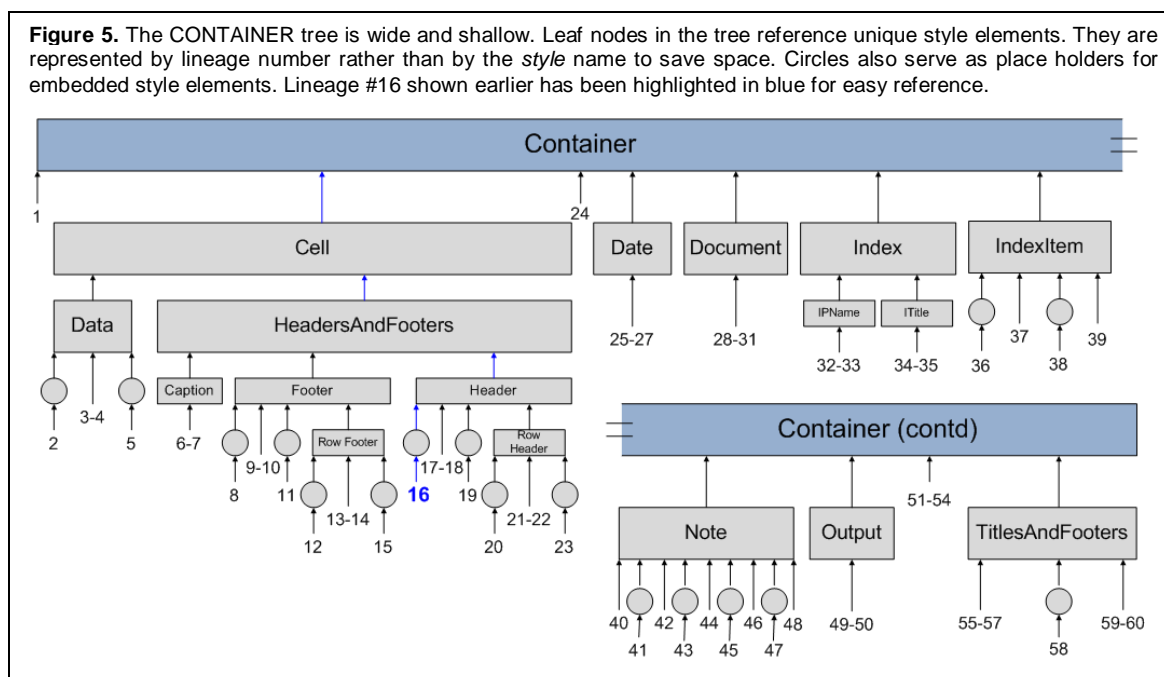 Figure 5. The CONTAINER tree is wide and shallow. Leaf nodes in the tree reference unique style elements. They are
represented by lineage number rather than by the style name to save space. Circles also serve as place holders for
embedded style elements. Lineage #16 shown earlier has been highlighted in blue for easy reference.
Container
1
24
Cell
Date
Document
Index
IndexItem
Data
HeadersAndFooters
25-27
28-31
IPName
ITitle
36
37
38
39
32-33
34-35
2
3-4
5
Caption
Footer
Header
6-7
8
9-10
11
Row Footer
12
13-14
15
16
17-18
19
Row
Header
20
21-22
23
Container (contd)
51-54
Note
Output
TitlesAndFooters
40
41
42
43
44
45
46
47
48
49-50
55-57
58
59-60